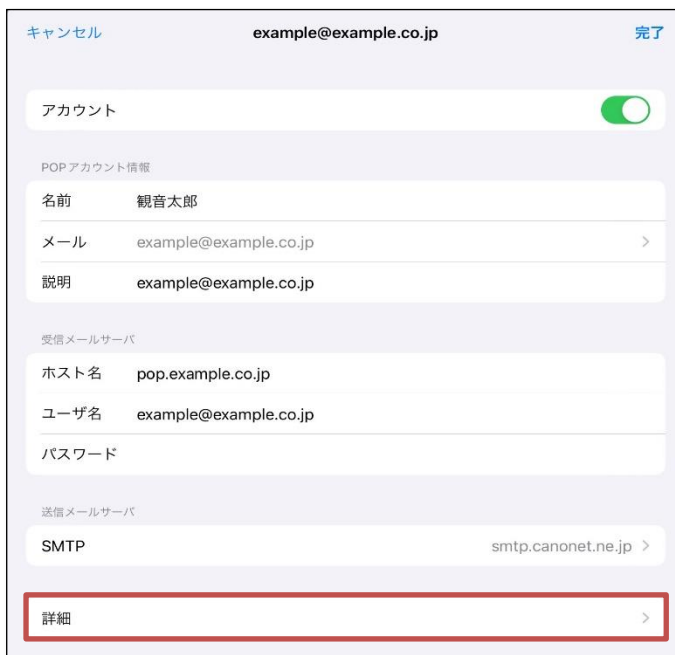 キャンセル example@example.co.jp 完了
アカウント
POPアカウント情報
名前 観音太郎
メール example@example.co.jp
説明 example@example.co.jp
受信メールサーバ
ホスト名 pop.example.co.jp
ユーザ名 example@example.co.jp
パスワード
送信メールサーバ
SMTP smtp.canonet.ne.jp
詳細